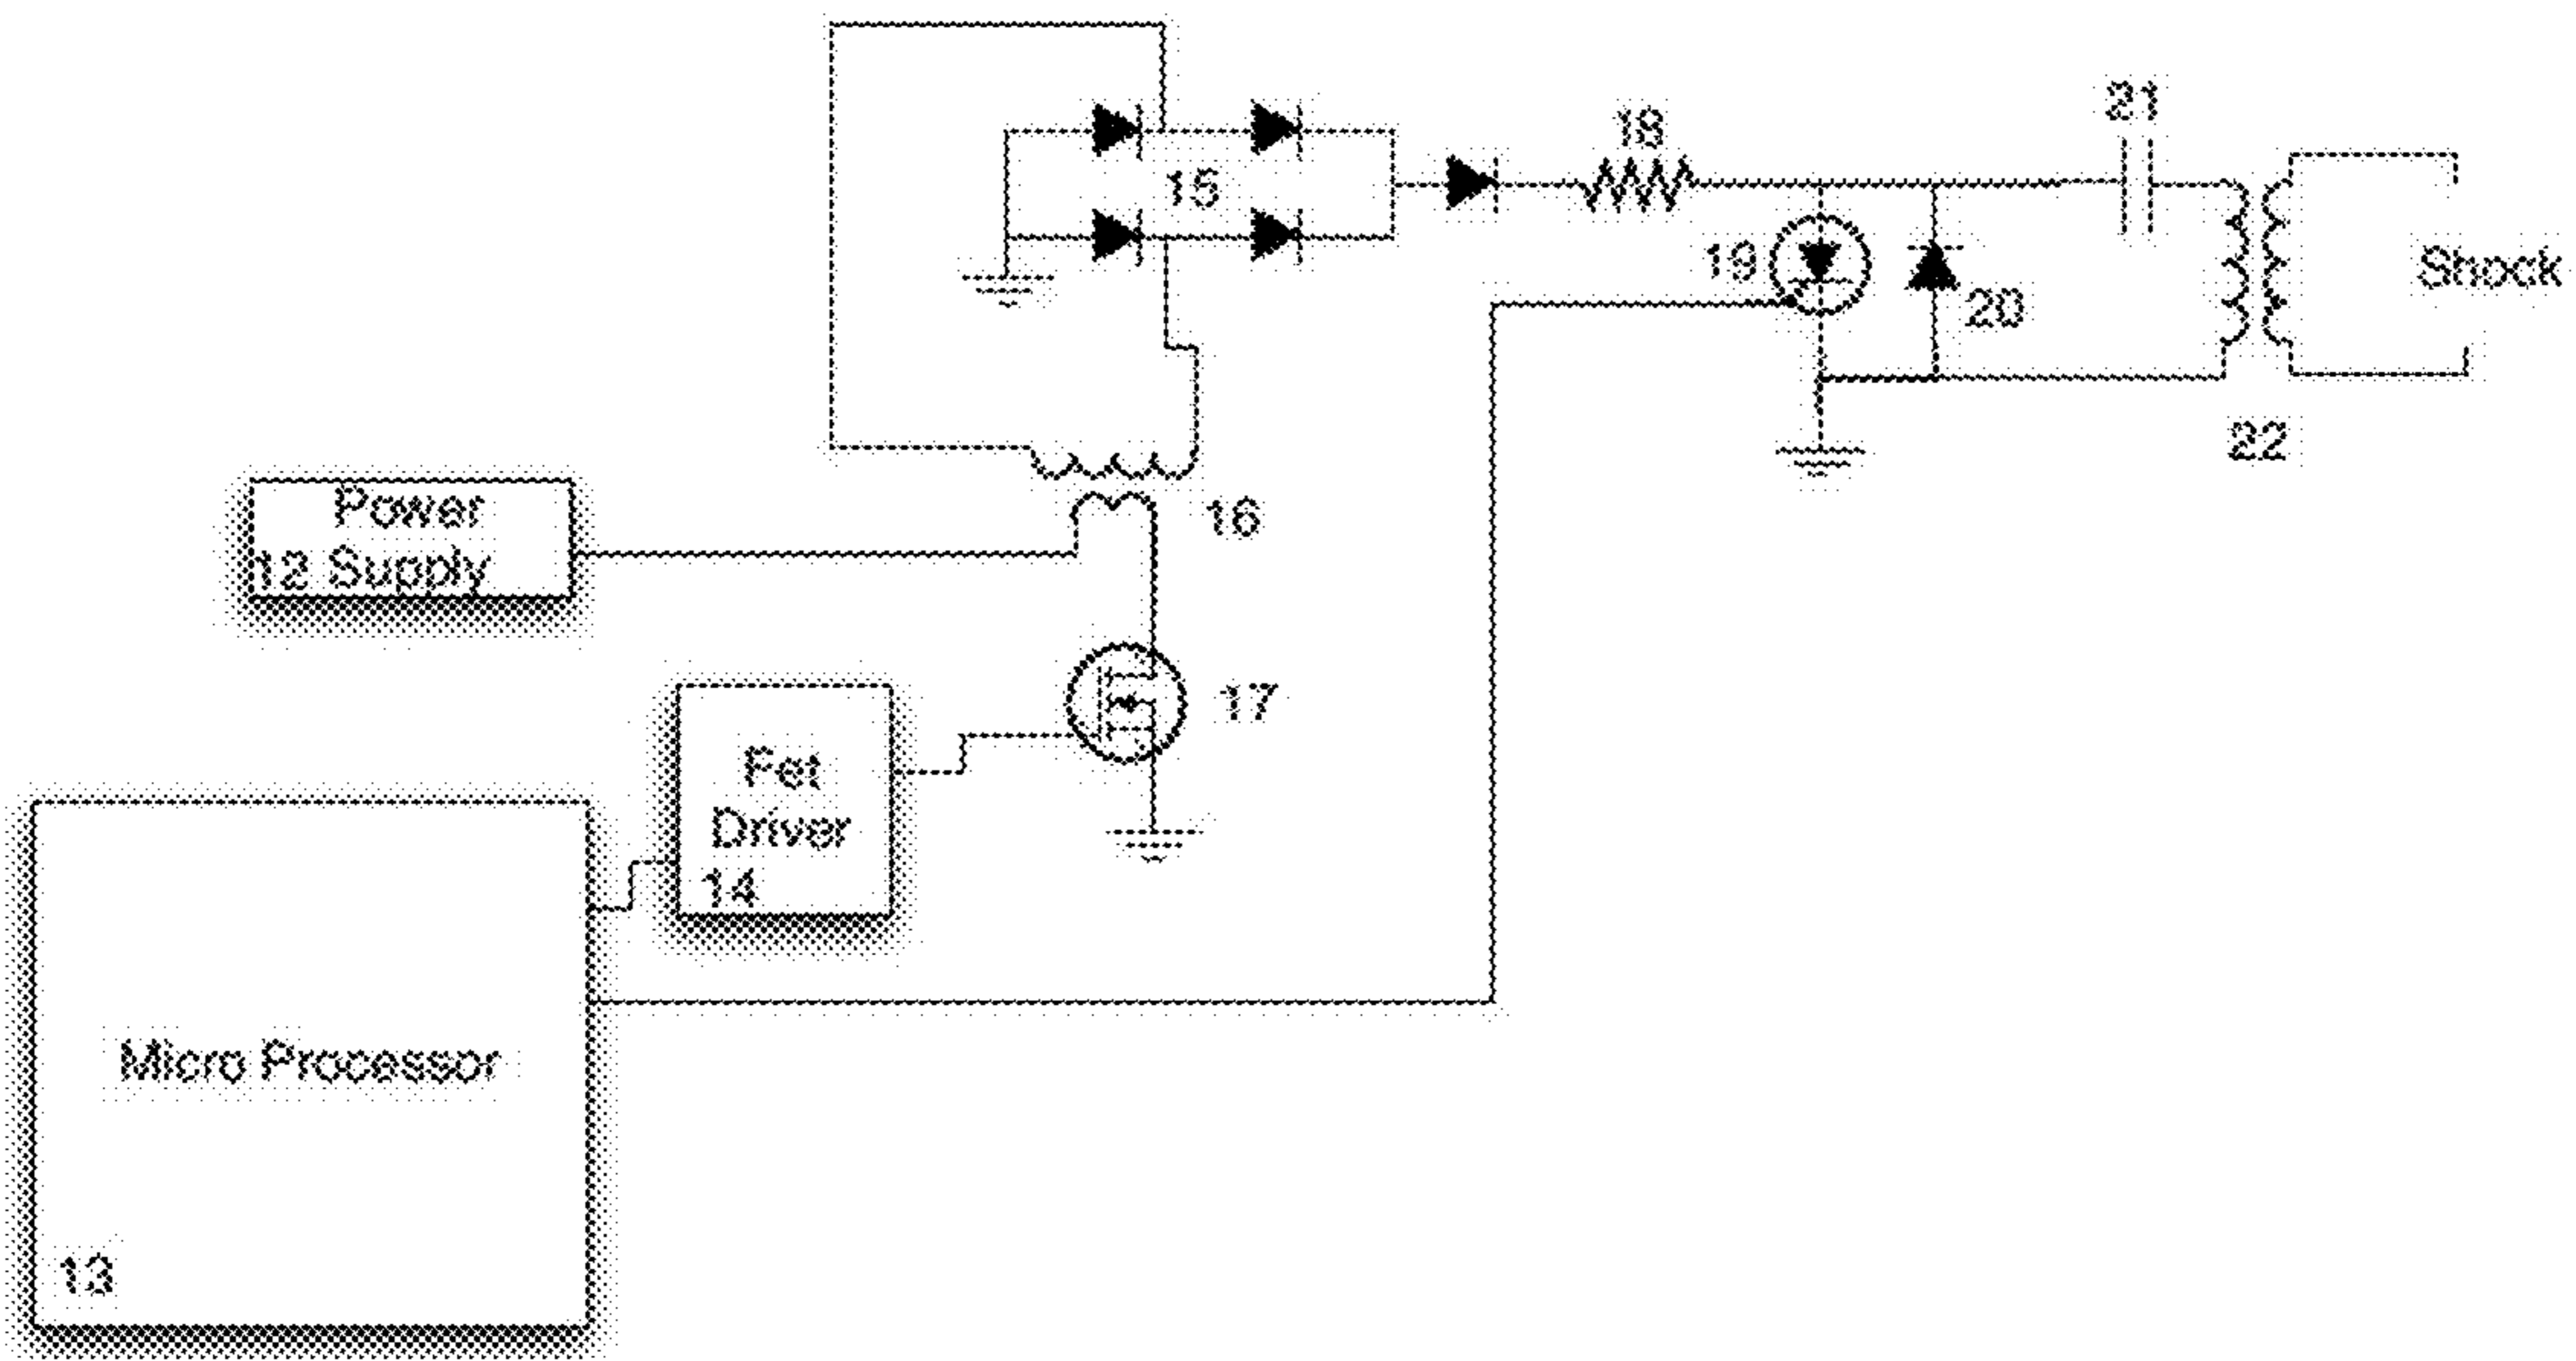 21
18
15
19
20
Shock
22
Power
12 Supply
16
17
Fet
Driver
14
Micro Processor
13